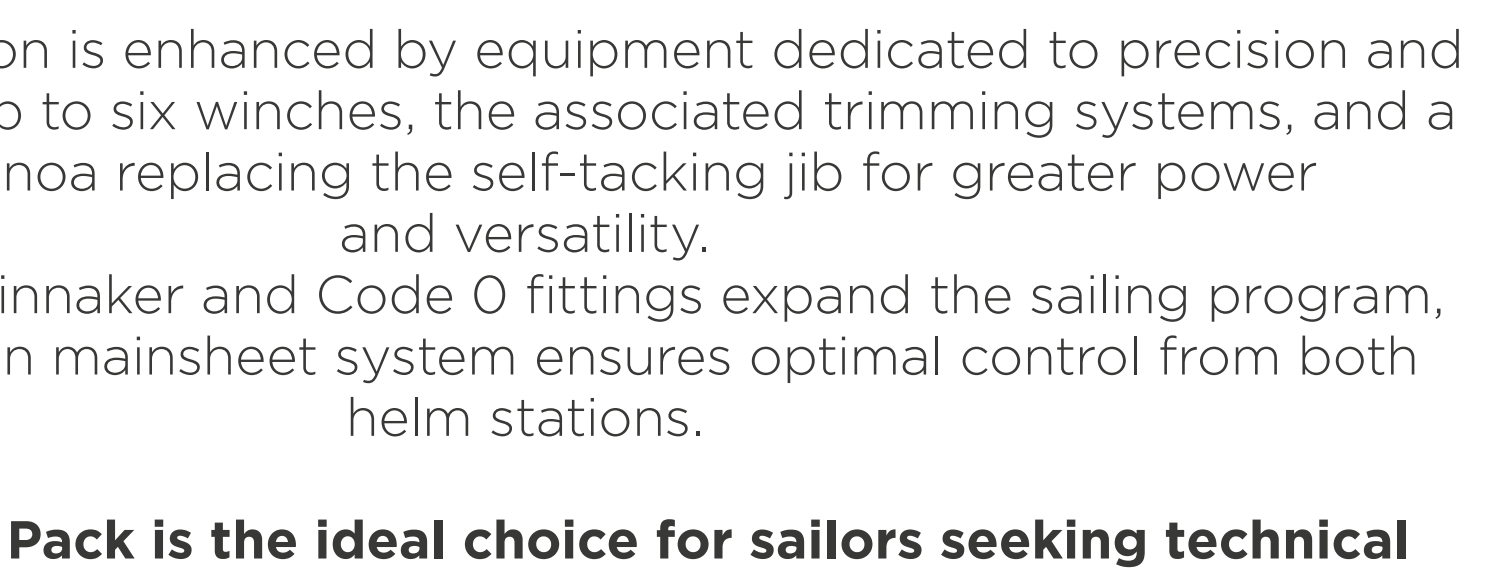 on is enhanced by equipment dedicated to precision and
to six winches, the associated trimming systems, and a
noa replacing the self-tacking jib for greater power
and versatility.
innaker and Code 0 fittings expand the sailing program,
n mainsheet system ensures optimal control from both
helm stations.
Pack is the ideal choice for sailors seeking technical